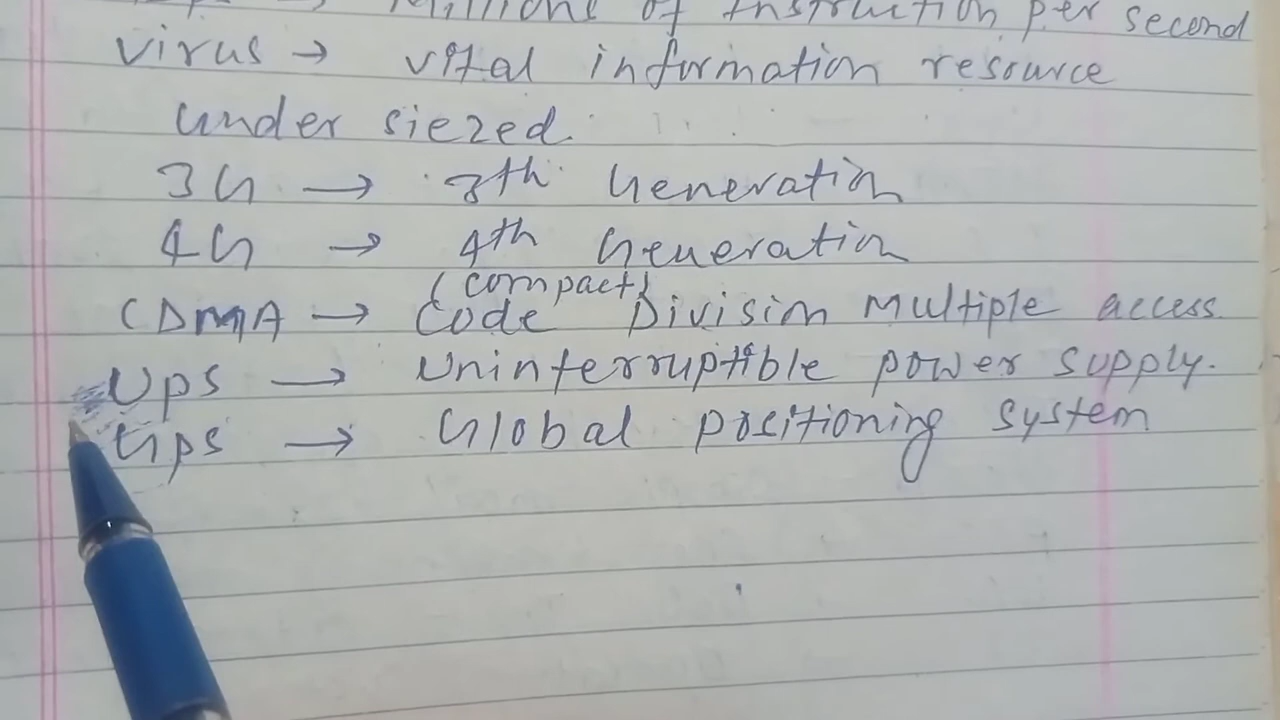 Millions of Instruction per second
virus → vital information resource
under siezed.
3G → 3th Generation
4G → 4th Generation
(compact)
CDMA → Code Division Multiple access.
Ups → Uninterruptible power supply.
Gps → Global positioning system